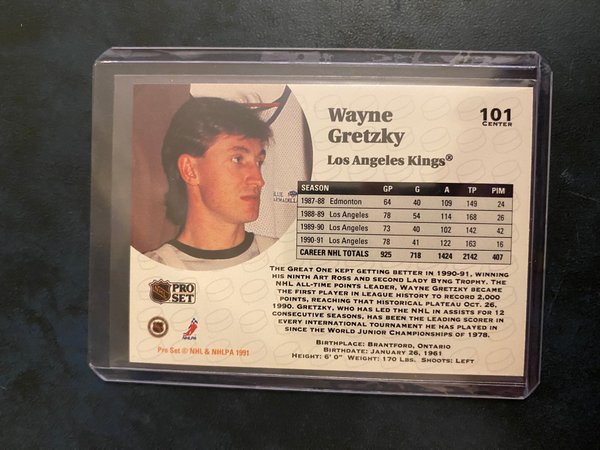 Wayne
Gretzky
101
CENTER
Los Angeles Kings®
SEASON GP G A TP PIM
1987-88 Edmonton 64 40 109 149 24
1988-89 Los Angeles 78 54 114 168 26
1989-90 Los Angeles 73 40 102 142 42
1990-91 Los Angeles 78 41 122 163 16
CAREER NHL TOTALS 925 718 1424 2142 407
THE GREAT ONE KEPT GETTING BETTER IN 1990-91, WINNING
HIS NINTH ART ROSS AND SECOND LADY BYNG TROPHY. THE
NHL ALL-TIME POINTS LEADER, WAYNE GRETZKY BECAME
THE FIRST PLAYER IN LEAGUE HISTORY TO RECORD 2,000
POINTS, REACHING THAT HISTORICAL PLATEAU OCT. 26,
1990. GRETZKY, WHO HAS LED THE NHL IN ASSISTS FOR 12
CONSECUTIVE SEASONS, HAS BEEN THE LEADING SCORER IN
EVERY INTERNATIONAL TOURNAMENT HE HAS PLAYED IN
SINCE THE WORLD JUNIOR CHAMPIONSHIPS OF 1978.
BIRTHPLACE: BRANTFORD, ONTARIO
BIRTHDATE: JANUARY 26, 1961
HEIGHT: 6' 0" WEIGHT: 170 LBS. SHOOTS: LEFT
PRO
SET
NHLPA
Pro Set © NHL & NHLPA 1991